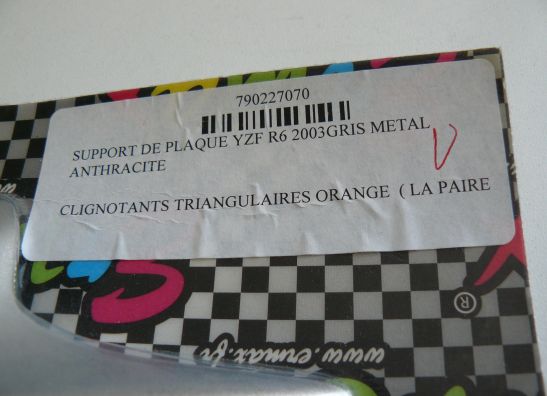 790227070
SUPPORT DE PLAQUE YZF R6 2003GRIS METAL
ANTHRACITE
V
CLIGNOTANTS TRIANGULAIRES ORANGE ( LA PAIRE
®
www.ermax.fr